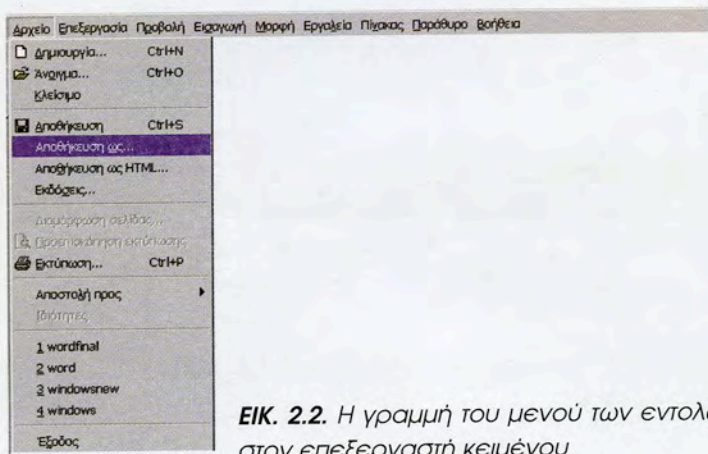 Αρχείο Επεξεργασία Προβολή Εισαγωγή Μορφή Εργαλεία Πίνακας Παράθυρο Βοήθεια
Δημιουργία... Ctrl+N
Άνοιγμα... Ctrl+O
Κλείσιμο
Αποθήκευση Ctrl+S
Αποθήκευση ως...
Αποθήκευση ως HTML...
Εκδόσεις...
Διαμόρφωση σελίδας...
Προεπισκόπηση εκτύπωσης
Εκτύπωση... Ctrl+P
Αποστολή προς
Ιδιότητες
1 wordfinal
2 word
3 windowsnew
4 windows
Έξοδος
ΕΙΚ. 2.2. Η γραμμή του μενού των εντολ
στον επεξεργαστή κειμένου